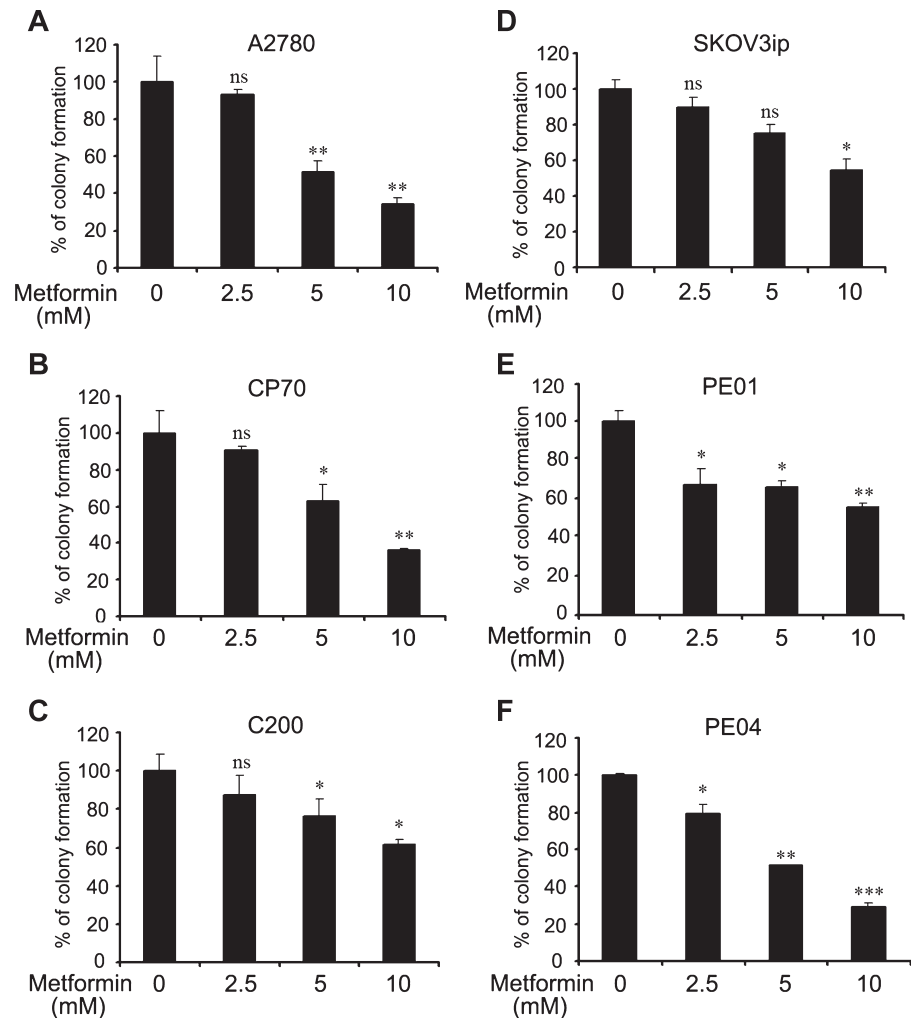 A
A2780
% of colony formation
120
100
80
60
40
20
0
ns
**
**
Metformin 0 2.5 5 10
(mM)
D
SKOV3ip
% of colony formation
120
100
80
60
40
20
0
ns
ns
*
Metformin 0 2.5 5 10
(mM)
B
CP70
% of colony formation
120
100
80
60
40
20
0
ns
*
**
Metformin 0 2.5 5 10
(mM)
E
PE01
% of colony formation
120
100
80
60
40
20
0
*
*
**
Metformin 0 2.5 5 10
(mM)
C
C200
% of colony formation
120
100
80
60
40
20
0
ns
*
*
Metformin 0 2.5 5 10
(mM)
F
PE04
% of colony formation
120
100
80
60
40
20
0
*
**
***
Metformin 0 2.5 5 10
(mM)